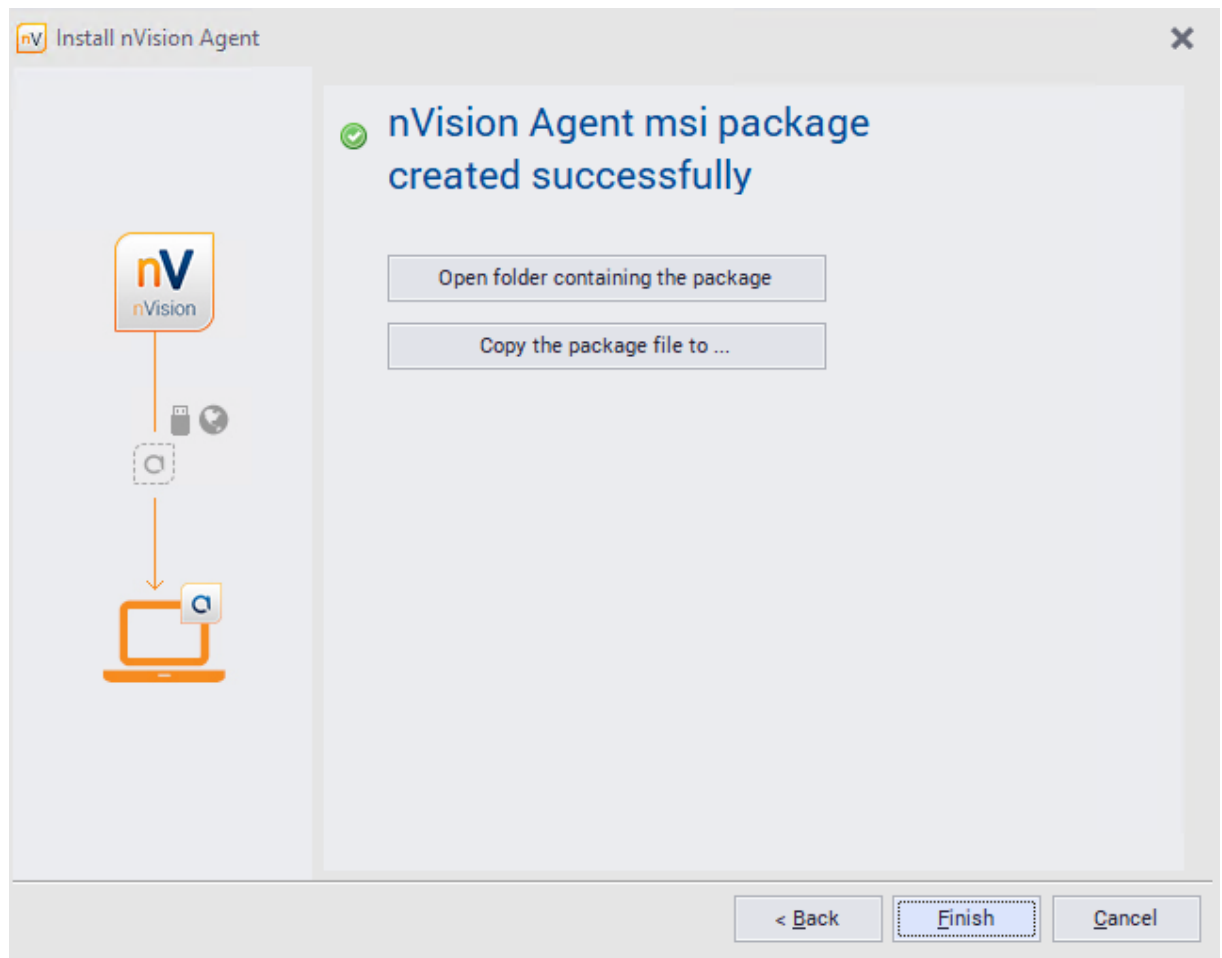 nV Install nVision Agent
nVision Agent msi package
created successfully
nV
nVision
Open folder containing the package
Copy the package file to ...
a
a
< Back
Finish
Cancel